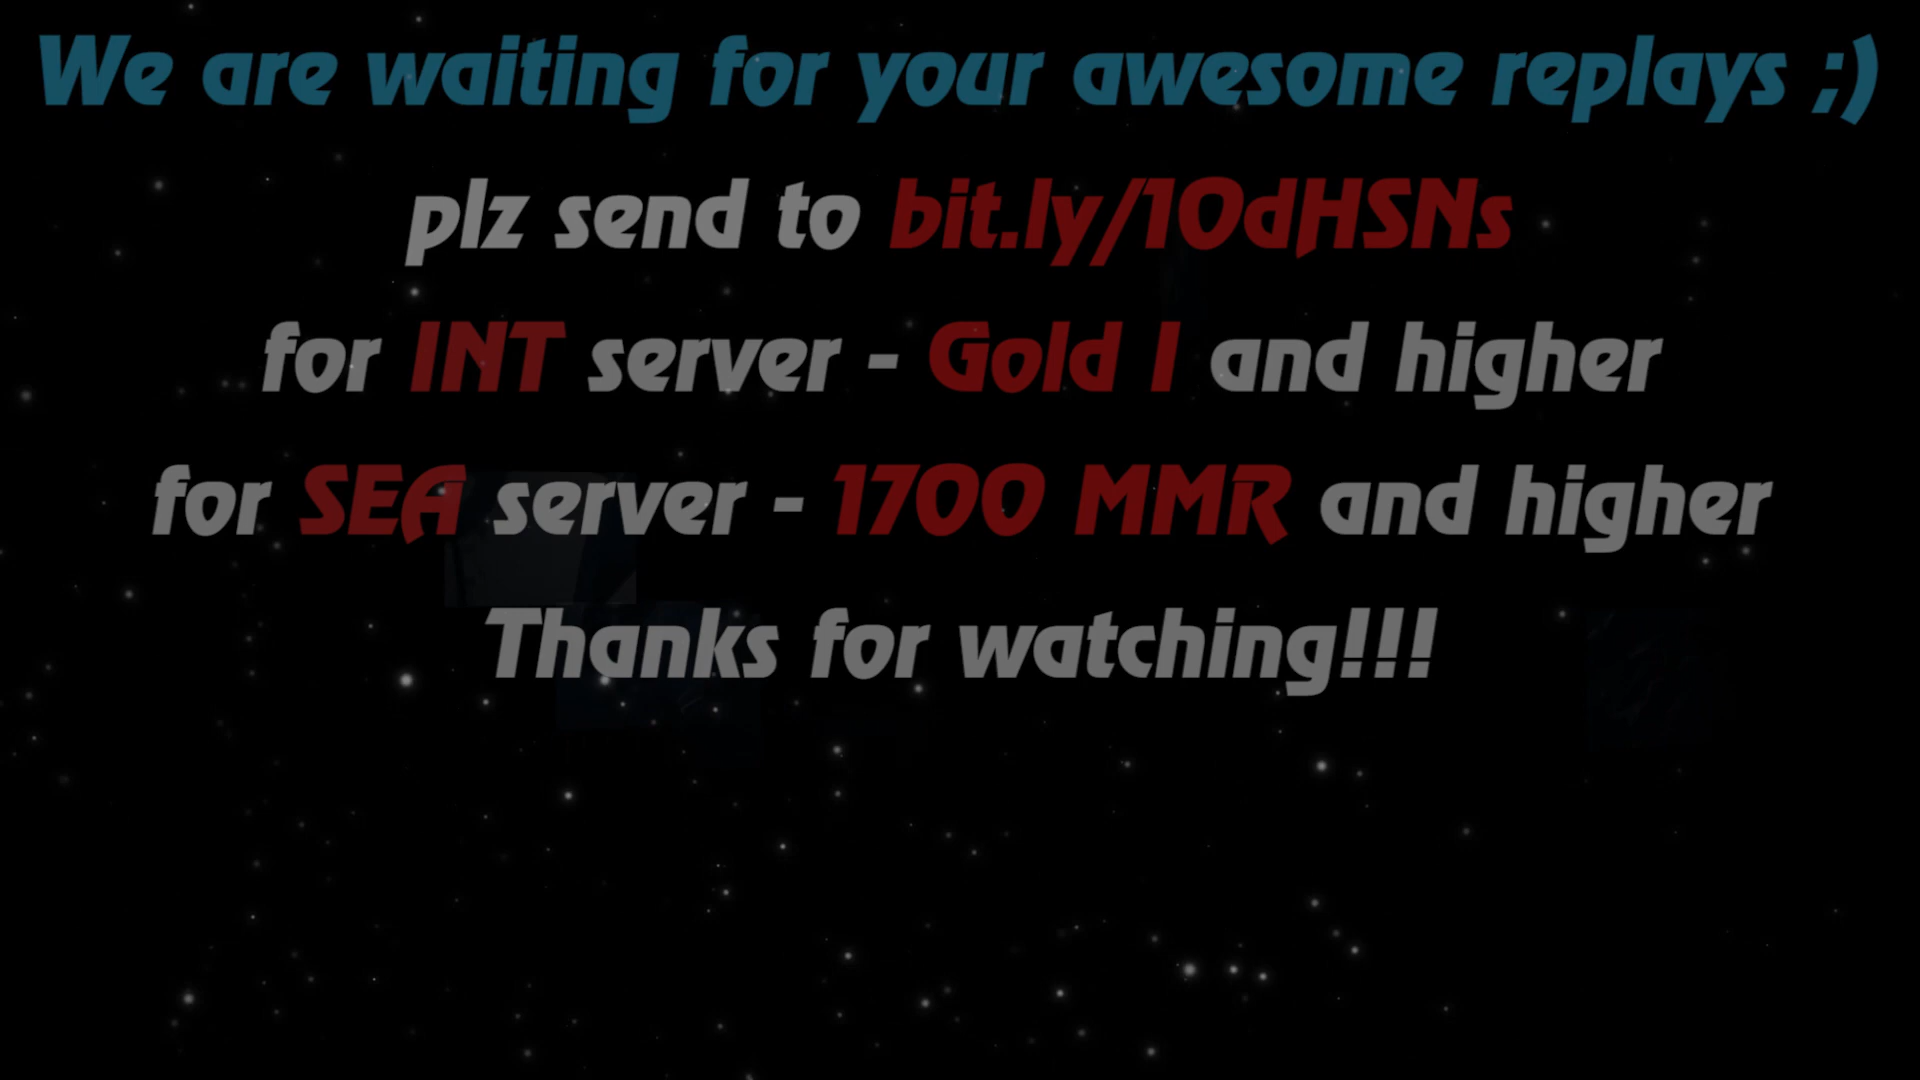 We are waiting for your awesome replays ;)
plz send to bit.ly/10dHSNs
for INT server - Gold I and higher
for SEA server - 1700 MMR and higher
Thanks for watching!!!